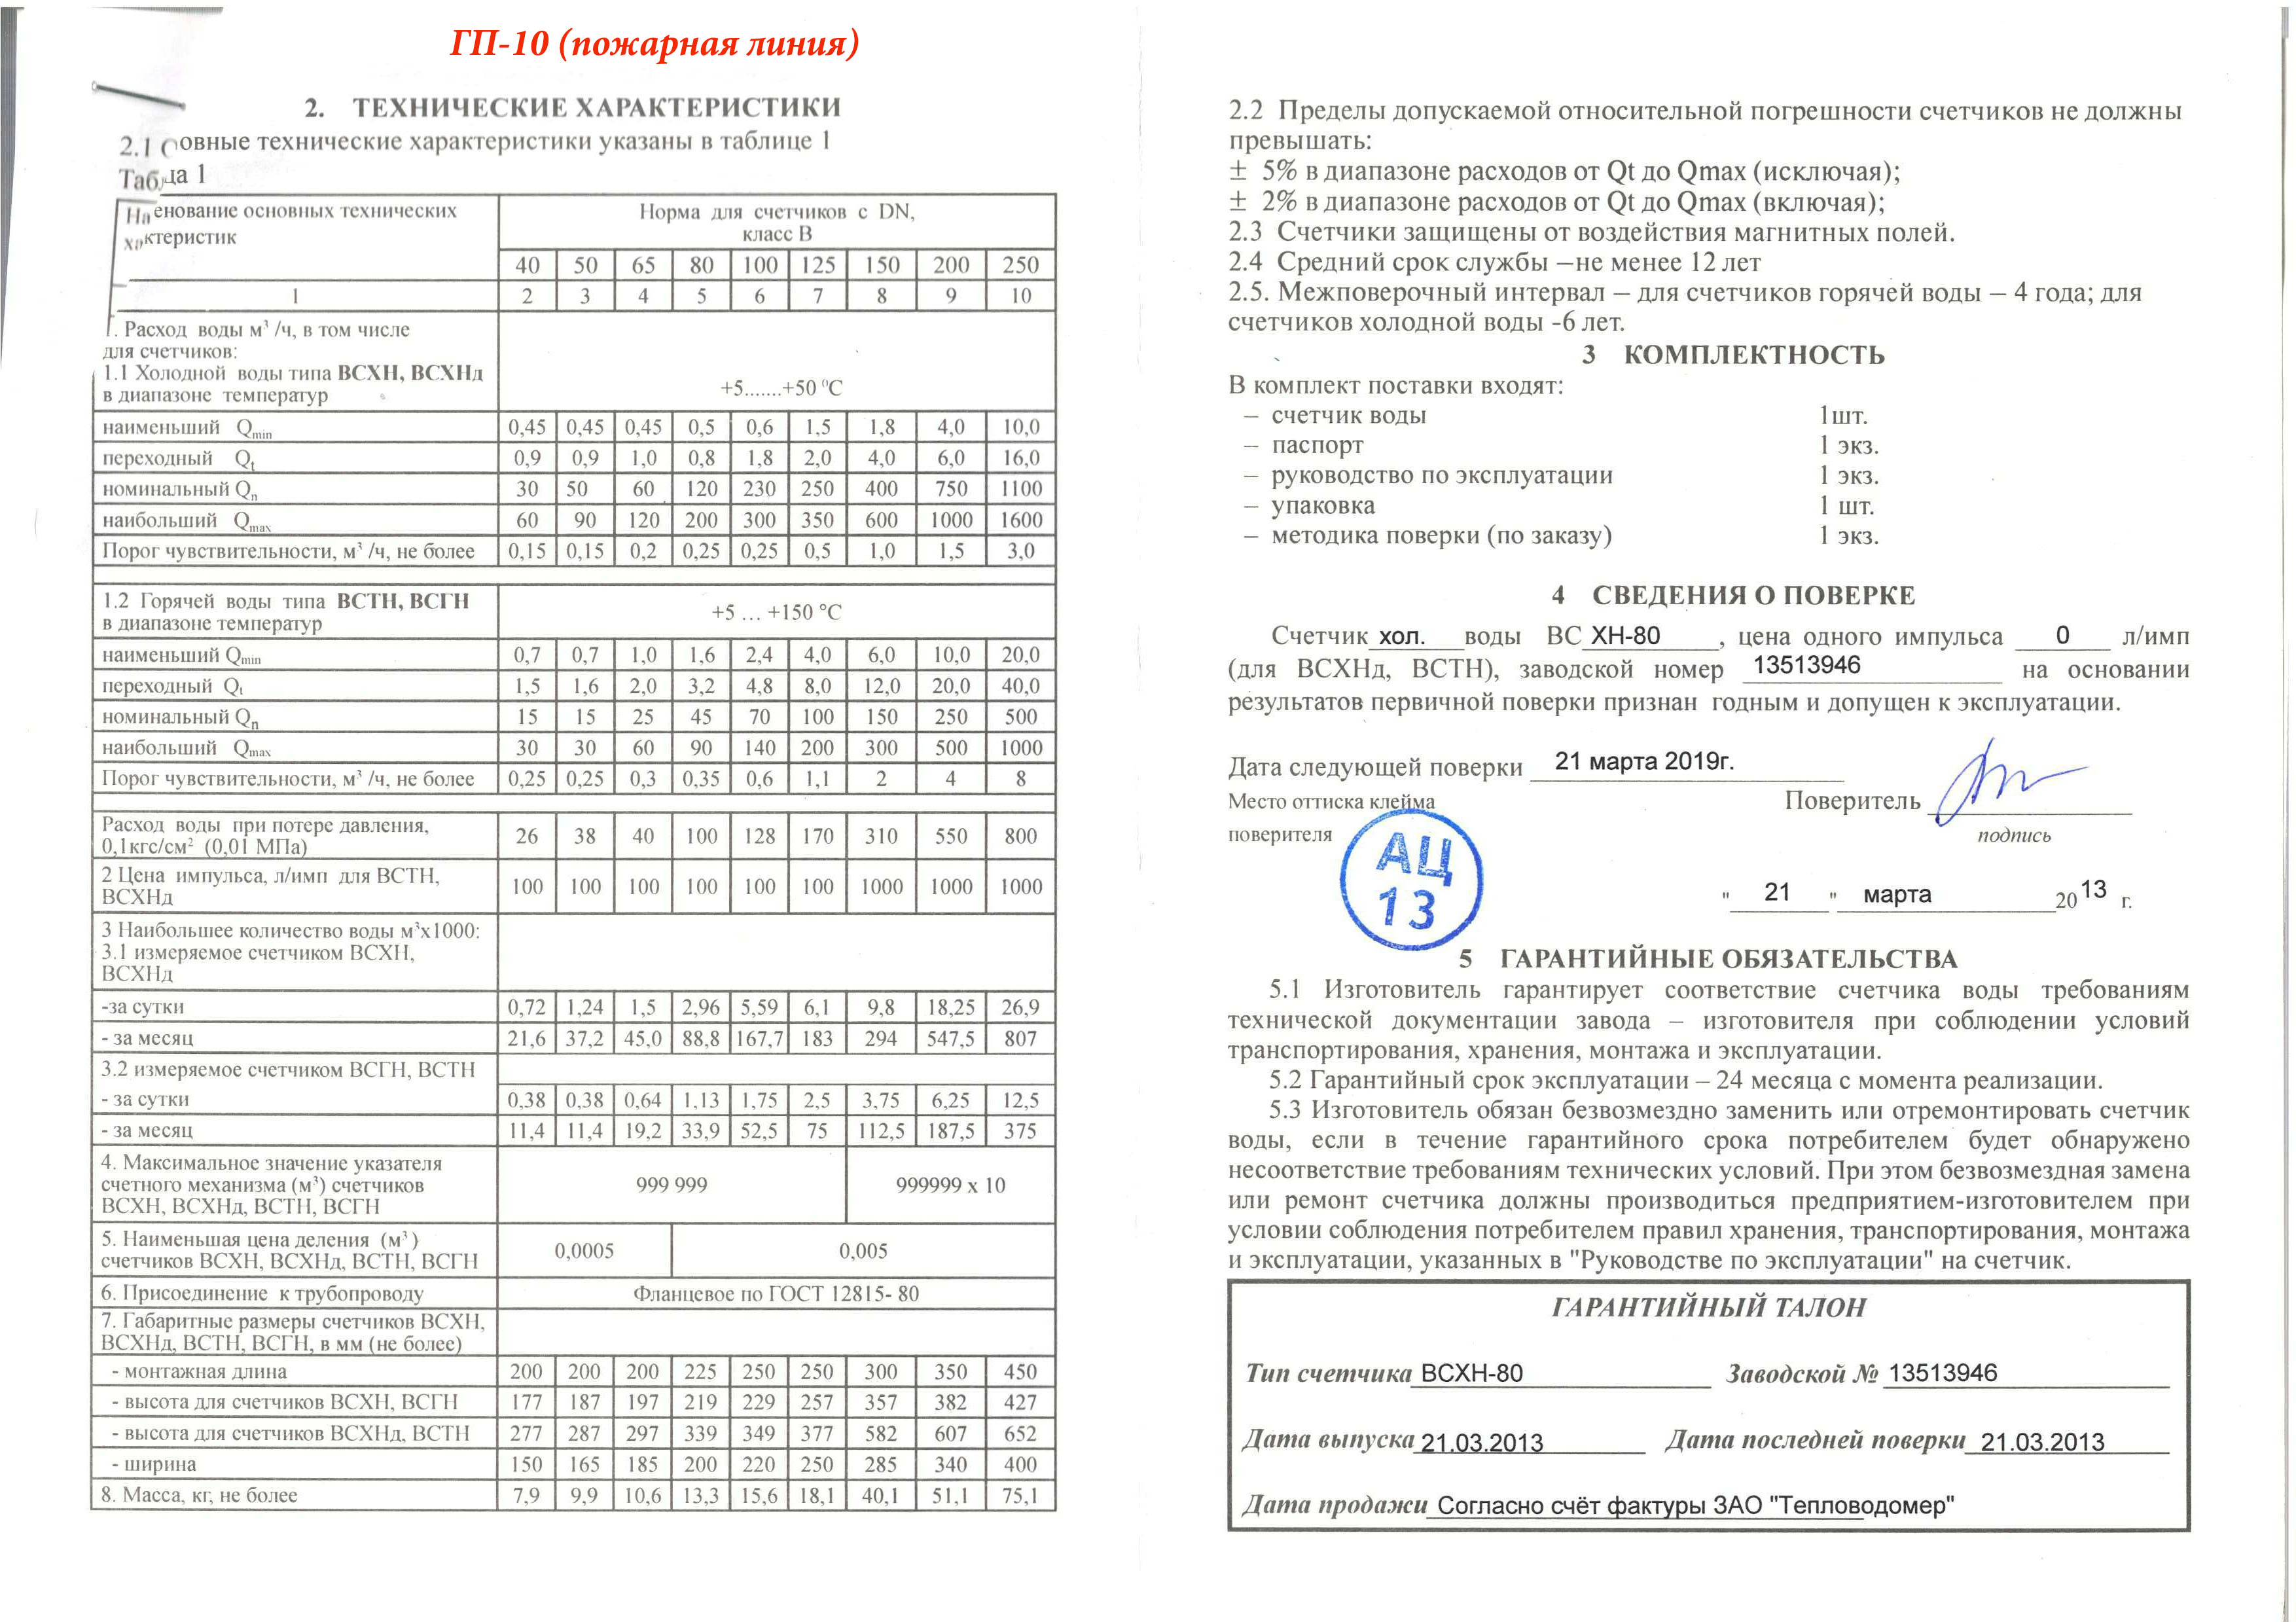 ГП-10 (пожарная линия)
2. ТЕХНИЧЕСКИЕ ХАРАКТЕРИСТИКИ
2.1 О овные технические характеристики указаны в таблице 1
Таб ца 1
На енование основных технических
ха ктеристик
Норма для счетчиков с DN,
класс В
40 50 65 80 100 125 150 200 250
1 2 3 4 5 6 7 8 9 10
1. Расход воды м³ /ч, в том числе
для счетчиков:
1.1 Холодной воды типа ВСХН, ВСХНд
в диапазоне температур +5.......+50 ⁰С
наименьший Qmin 0,45 0,45 0,45 0,5 0,6 1,5 1,8 4,0 10,0
переходный Qt 0,9 0,9 1,0 0,8 1,8 2,0 4,0 6,0 16,0
номинальный Qn 30 50 60 120 230 250 400 750 1100
наибольший Qmax 60 90 120 200 300 350 600 1000 1600
Порог чувствительности, м³ /ч, не более 0,15 0,15 0,2 0,25 0,25 0,5 1,0 1,5 3,0
1.2 Горячей воды типа ВСТН, ВСГН
в диапазоне температур +5 ... +150 °С
наименьший Qmin 0,7 0,7 1,0 1,6 2,4 4,0 6,0 10,0 20,0
переходный Qt 1,5 1,6 2,0 3,2 4,8 8,0 12,0 20,0 40,0
номинальный Qn 15 15 25 45 70 100 150 250 500
наибольший Qmax 30 30 60 90 140 200 300 500 1000
Порог чувствительности, м³ /ч, не более 0,25 0,25 0,3 0,35 0,6 1,1 2 4 8
Расход воды при потере давления,
0,1кгс/см² (0,01 МПа) 26 38 40 100 128 170 310 550 800
2 Цена импульса, л/имп для ВСТН,
ВСХНд 100 100 100 100 100 100 1000 1000 1000
3 Наибольшее количество воды м³х1000:
3.1 измеряемое счетчиком ВСХН,
ВСХНд
-за сутки 0,72 1,24 1,5 2,96 5,59 6,1 9,8 18,25 26,9
- за месяц 21,6 37,2 45,0 88,8 167,7 183 294 547,5 807
3.2 измеряемое счетчиком ВСГН, ВСТН
- за сутки 0,38 0,38 0,64 1,13 1,75 2,5 3,75 6,25 12,5
- за месяц 11,4 11,4 19,2 33,9 52,5 75 112,5 187,5 375
4. Максимальное значение указателя
счетного механизма (м³) счетчиков
ВСХН, ВСХНд, ВСТН, ВСГН 999 999 999999 х 10
5. Наименьшая цена деления (м³)
счетчиков ВСХН, ВСХНд, ВСТН, ВСГН 0,0005 0,005
6. Присоединение к трубопроводу Фланцевое по ГОСТ 12815- 80
7. Габаритные размеры счетчиков ВСХН,
ВСХНд, ВСТН, ВСГН, в мм (не более)
- монтажная длина 200 200 200 225 250 250 300 350 450
- высота для счетчиков ВСХН, ВСГН 177 187 197 219 229 257 357 382 427
- высота для счетчиков ВСХНд, ВСТН 277 287 297 339 349 377 582 607 652
- ширина 150 165 185 200 220 250 285 340 400
8. Масса, кг, не более 7,9 9,9 10,6 13,3 15,6 18,1 40,1 51,1 75,1
2.2 Пределы допускаемой относительной погрешности счетчиков не должны
превышать:
± 5% в диапазоне расходов от Qt до Qmax (исключая);
± 2% в диапазоне расходов от Qt до Qmax (включая);
2.3 Счетчики защищены от воздействия магнитных полей.
2.4 Средний срок службы –не менее 12 лет
2.5. Межповерочный интервал – для счетчиков горячей воды – 4 года; для
счетчиков холодной воды -6 лет.
3 КОМПЛЕКТНОСТЬ
В комплект поставки входят:
– счетчик воды 1шт.
– паспорт 1 экз.
– руководство по эксплуатации 1 экз.
– упаковка 1 шт.
– методика поверки (по заказу) 1 экз.
4 СВЕДЕНИЯ О ПОВЕРКЕ
Счетчик хол. воды ВС ХН-80 , цена одного импульса 0 л/имп
(для ВСХНд, ВСТН), заводской номер 13513946 на основании
результатов первичной поверки признан годным и допущен к эксплуатации.
Дата следующей поверки 21 марта 2019г.
Место оттиска клейма
поверителя
Поверитель
подпись
АЦ
13
" 21 " марта 2013 г.
5 ГАРАНТИЙНЫЕ ОБЯЗАТЕЛЬСТВА
5.1 Изготовитель гарантирует соответствие счетчика воды требованиям
технической документации завода – изготовителя при соблюдении условий
транспортирования, хранения, монтажа и эксплуатации.
5.2 Гарантийный срок эксплуатации – 24 месяца с момента реализации.
5.3 Изготовитель обязан безвозмездно заменить или отремонтировать счетчик
воды, если в течение гарантийного срока потребителем будет обнаружено
несоответствие требованиям технических условий. При этом безвозмездная замена
или ремонт счетчика должны производиться предприятием-изготовителем при
условии соблюдения потребителем правил хранения, транспортирования, монтажа
и эксплуатации, указанных в "Руководстве по эксплуатации" на счетчик.
ГАРАНТИЙНЫЙ ТАЛОН
Тип счетчика ВСХН-80 Заводской № 13513946
Дата выпуска 21.03.2013 Дата последней поверки 21.03.2013
Дата продажи Согласно счёт фактуры ЗАО "Тепловодомер"